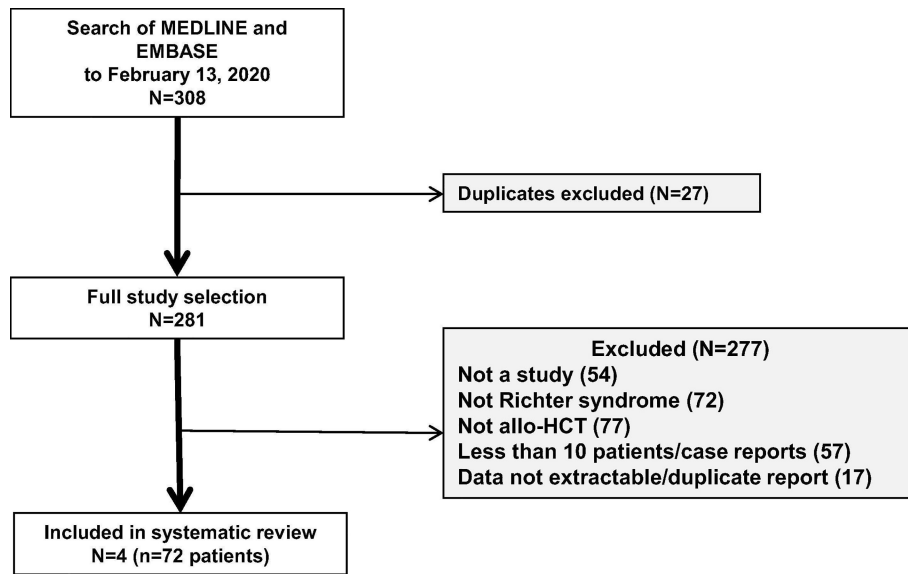 Search of MEDLINE and
EMBASE
to February 13, 2020
N=308
Duplicates excluded (N=27)
Full study selection
N=281
Excluded (N=277)
Not a study (54)
Not Richter syndrome (72)
Not allo-HCT (77)
Less than 10 patients/case reports (57)
Data not extractable/duplicate report (17)
Included in systematic review
N=4 (n=72 patients)